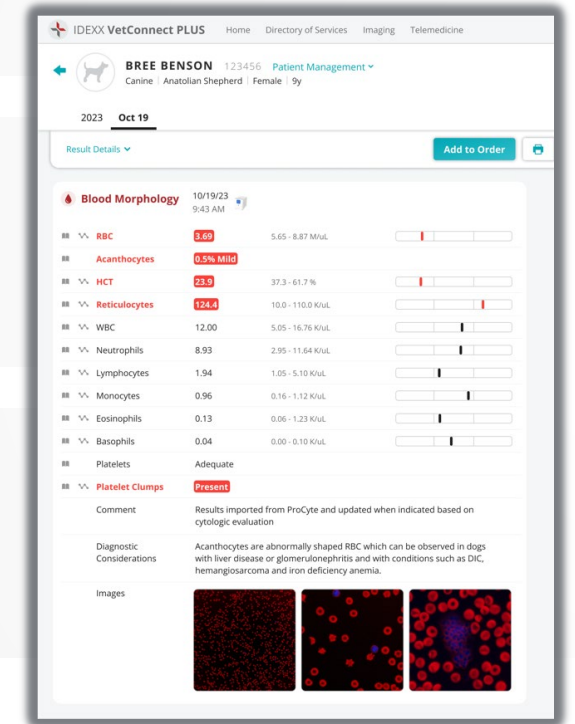 IDEXX VetConnect PLUS Home Directory of Services Imaging Telemedicine
BREE BENSON 123456 Patient Management
Canine | Anatolian Shepherd | Female | 9y
2023 Oct 19
Result Details Add to Order
Blood Morphology 10/19/23
9:43 AM
RBC 3.69 5.65 - 8.87 M/uL
Acanthocytes 0.5% Mild
HCT 23.9 37.3 - 61.7 %
Reticulocytes 124.4 10.0 - 110.0 K/uL
WBC 12.00 5.05 - 16.76 K/uL
Neutrophils 8.93 2.95 - 11.64 K/uL
Lymphocytes 1.94 1.05 - 5.10 K/uL
Monocytes 0.96 0.16 - 1.12 K/uL
Eosinophils 0.13 0.06 - 1.23 K/uL
Basophils 0.04 0.00 - 0.10 K/uL
Platelets Adequate
Platelet Clumps Present
Comment Results imported from ProCyte and updated when indicated based on
cytologic evaluation
Diagnostic Acanthocytes are abnormally shaped RBC which can be observed in dogs
Considerations with liver disease or glomerulonephritis and with conditions such as DIC,
hemangiosarcoma and iron deficiency anemia.
Images